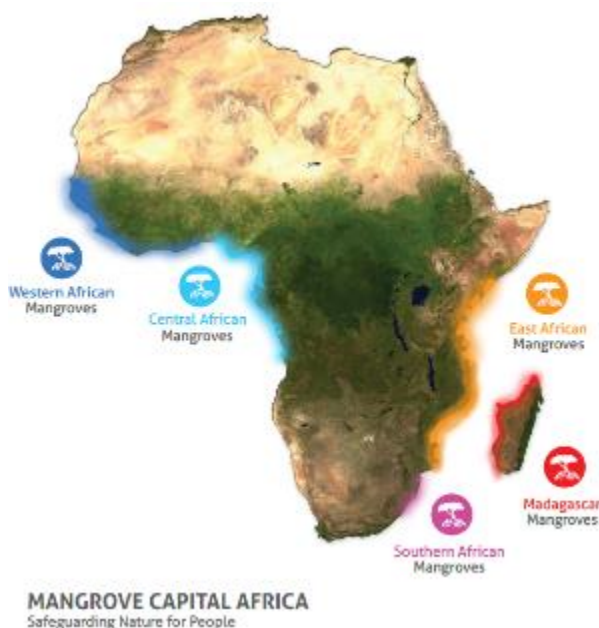 Western African
Mangroves
Central African
Mangroves
East African
Mangroves
Madagascar
Mangroves
Southern African
Mangroves
MANGROVE CAPITAL AFRICA
Safeguarding Nature for People